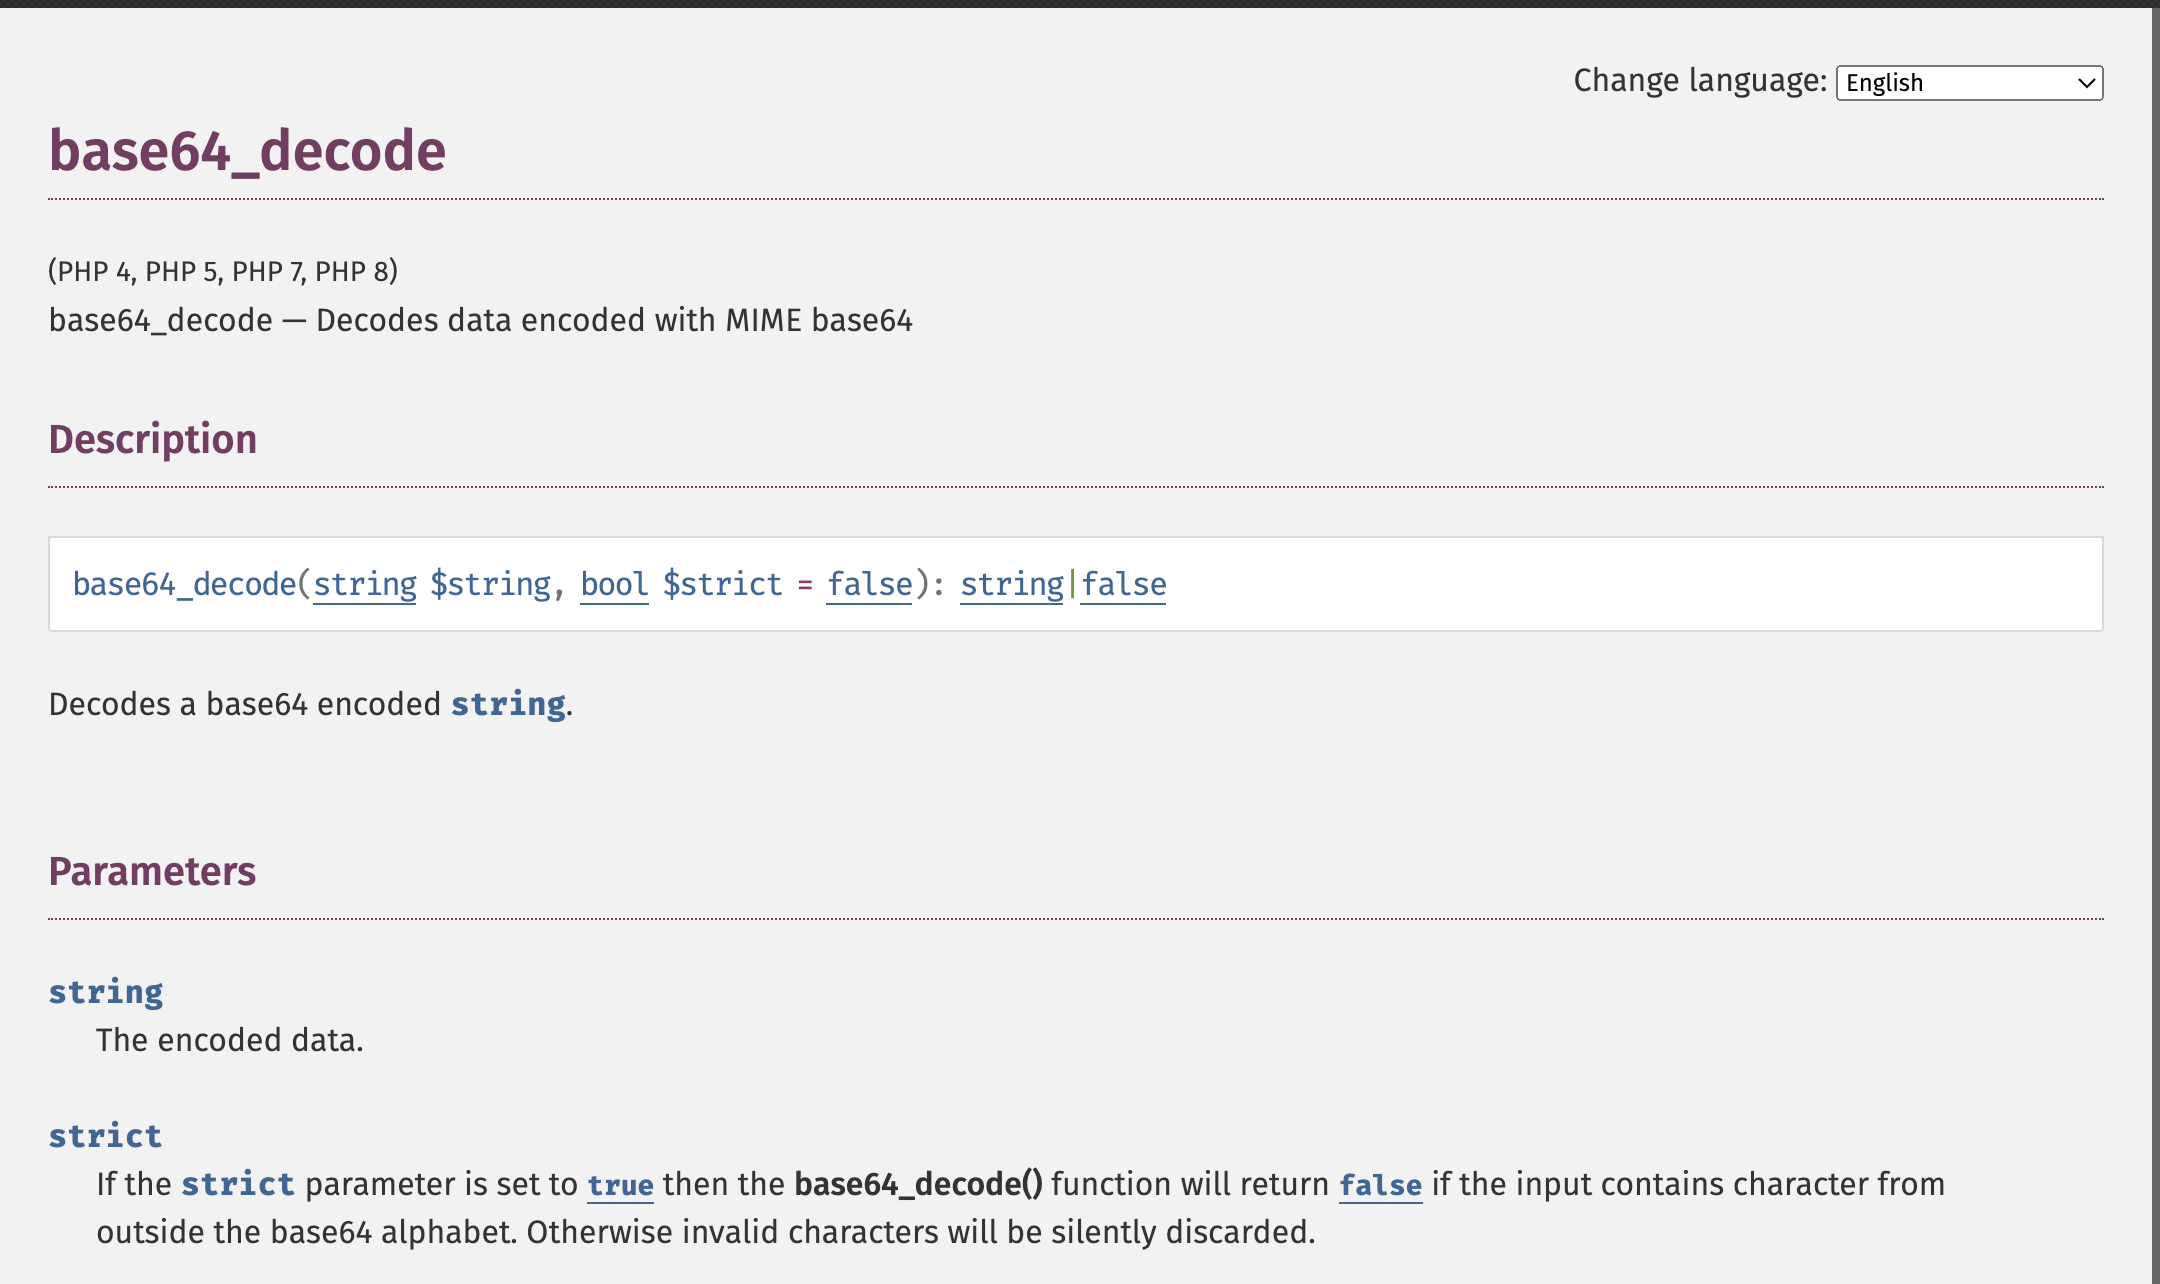 Change language: English
base64_decode
(PHP 4, PHP 5, PHP 7, PHP 8)
base64_decode — Decodes data encoded with MIME base64
Description
base64_decode(string $string, bool $strict = false): string|false
Decodes a base64 encoded string.
Parameters
string
The encoded data.
strict
If the strict parameter is set to true then the base64_decode() function will return false if the input contains character from
outside the base64 alphabet. Otherwise invalid characters will be silently discarded.